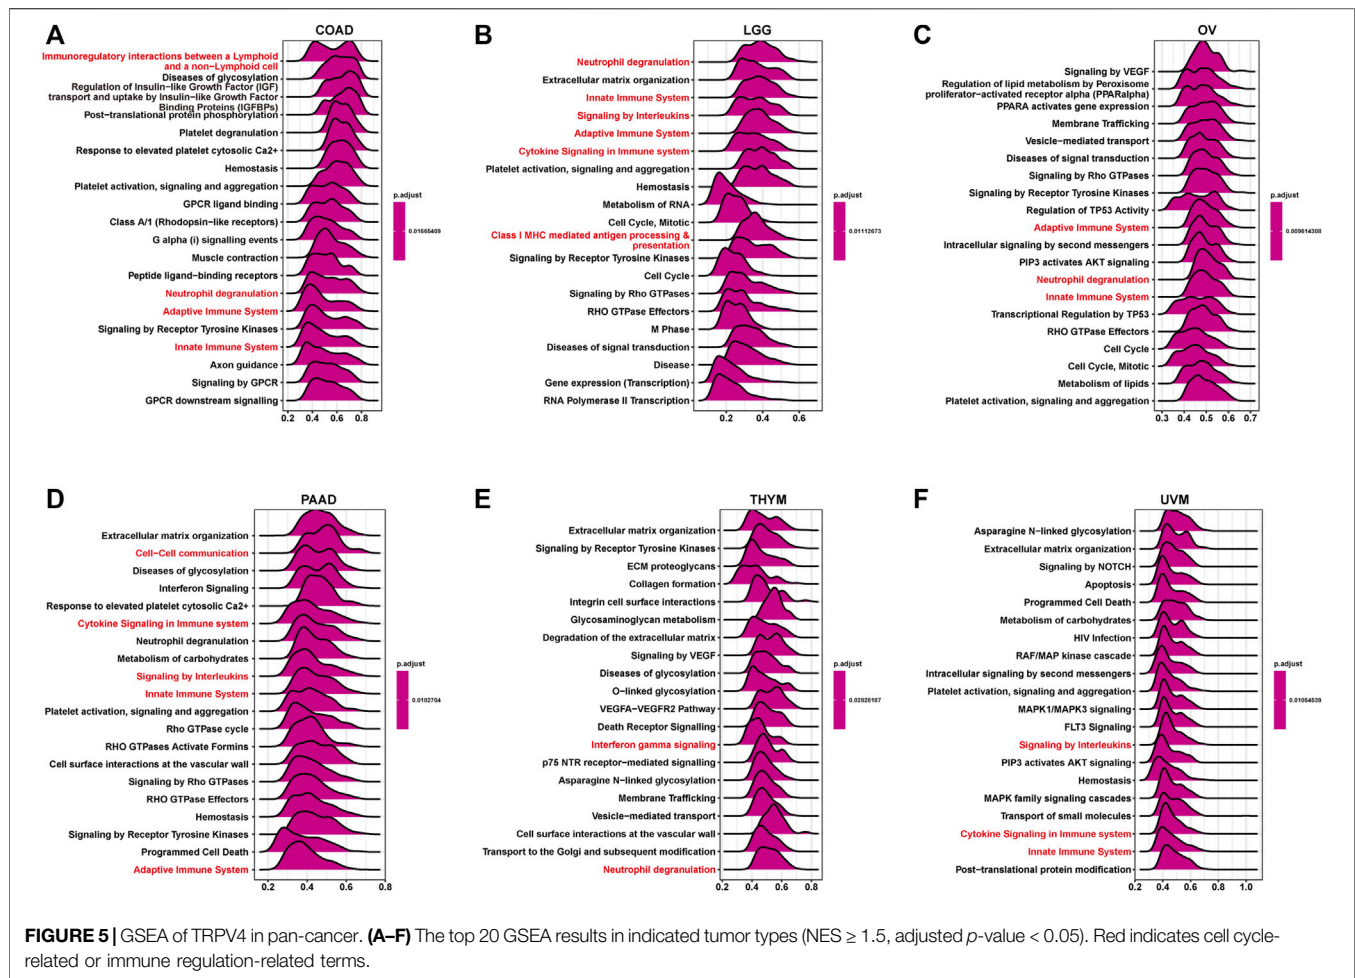 A
COAD
Immunoregulatory interactions between a Lymphoid
and a non−Lymphoid cell
Diseases of glycosylation
Regulation of Insulin−like Growth Factor (IGF)
transport and uptake by Insulin−like Growth Factor
Binding Proteins (IGFBPs)
Post−translational protein phosphorylation
Platelet degranulation
Response to elevated platelet cytosolic Ca2+
Hemostasis
Platelet activation, signaling and aggregation
GPCR ligand binding
Class A/1 (Rhodopsin−like receptors)
G alpha (i) signalling events
Muscle contraction
Peptide ligand−binding receptors
Neutrophil degranulation
Adaptive Immune System
Signaling by Receptor Tyrosine Kinases
Innate Immune System
Axon guidance
Signaling by GPCR
GPCR downstream signalling
0.2 0.4 0.6 0.8
p.adjust
0.01665409
B
LGG
Neutrophil degranulation
Extracellular matrix organization
Innate Immune System
Signaling by Interleukins
Adaptive Immune System
Cytokine Signaling in Immune system
Platelet activation, signaling and aggregation
Hemostasis
Metabolism of RNA
Cell Cycle, Mitotic
Class I MHC mediated antigen processing &
presentation
Signaling by Receptor Tyrosine Kinases
Cell Cycle
Signaling by Rho GTPases
RHO GTPase Effectors
M Phase
Diseases of signal transduction
Disease
Gene expression (Transcription)
RNA Polymerase II Transcription
0.2 0.4 0.6
p.adjust
0.01112673
C
OV
Signaling by VEGF
Regulation of lipid metabolism by Peroxisome
proliferator−activated receptor alpha (PPARalpha)
PPARA activates gene expression
Membrane Trafficking
Vesicle−mediated transport
Diseases of signal transduction
Signaling by Rho GTPases
Signaling by Receptor Tyrosine Kinases
Regulation of TP53 Activity
Adaptive Immune System
Intracellular signaling by second messengers
PIP3 activates AKT signaling
Neutrophil degranulation
Innate Immune System
Transcriptional Regulation by TP53
RHO GTPase Effectors
Cell Cycle
Cell Cycle, Mitotic
Metabolism of lipids
Platelet activation, signaling and aggregation
0.3 0.4 0.5 0.6 0.7
p.adjust
0.009614308
D
PAAD
Extracellular matrix organization
Cell−Cell communication
Diseases of glycosylation
Interferon Signaling
Response to elevated platelet cytosolic Ca2+
Cytokine Signaling in Immune system
Neutrophil degranulation
Metabolism of carbohydrates
Signaling by Interleukins
Innate Immune System
Platelet activation, signaling and aggregation
Rho GTPase cycle
RHO GTPases Activate Formins
Cell surface interactions at the vascular wall
Signaling by Rho GTPases
RHO GTPase Effectors
Hemostasis
Signaling by Receptor Tyrosine Kinases
Programmed Cell Death
Adaptive Immune System
0.2 0.4 0.6 0.8
p.adjust
0.0182704
E
THYM
Extracellular matrix organization
Signaling by Receptor Tyrosine Kinases
ECM proteoglycans
Collagen formation
Integrin cell surface interactions
Glycosaminoglycan metabolism
Degradation of the extracellular matrix
Signaling by VEGF
Diseases of glycosylation
O−linked glycosylation
VEGFA−VEGFR2 Pathway
Death Receptor Signalling
Interferon gamma signaling
p75 NTR receptor−mediated signalling
Asparagine N−linked glycosylation
Membrane Trafficking
Vesicle−mediated transport
Cell surface interactions at the vascular wall
Transport to the Golgi and subsequent modification
Neutrophil degranulation
0.2 0.4 0.6 0.8
p.adjust
0.02028187
F
UVM
Asparagine N−linked glycosylation
Extracellular matrix organization
Signaling by NOTCH
Apoptosis
Programmed Cell Death
Metabolism of carbohydrates
HIV Infection
RAF/MAP kinase cascade
Intracellular signaling by second messengers
Platelet activation, signaling and aggregation
MAPK1/MAPK3 signaling
FLT3 Signaling
Signaling by Interleukins
PIP3 activates AKT signaling
Hemostasis
MAPK family signaling cascades
Transport of small molecules
Cytokine Signaling in Immune system
Innate Immune System
Post−translational protein modification
0.2 0.4 0.6 0.8 1.0
p.adjust
0.01054639
FIGURE 5 | GSEA of TRPV4 in pan-cancer. (A–F) The top 20 GSEA results in indicated tumor types (NES ≥ 1.5, adjusted p-value < 0.05). Red indicates cell cycle-
related or immune regulation-related terms.